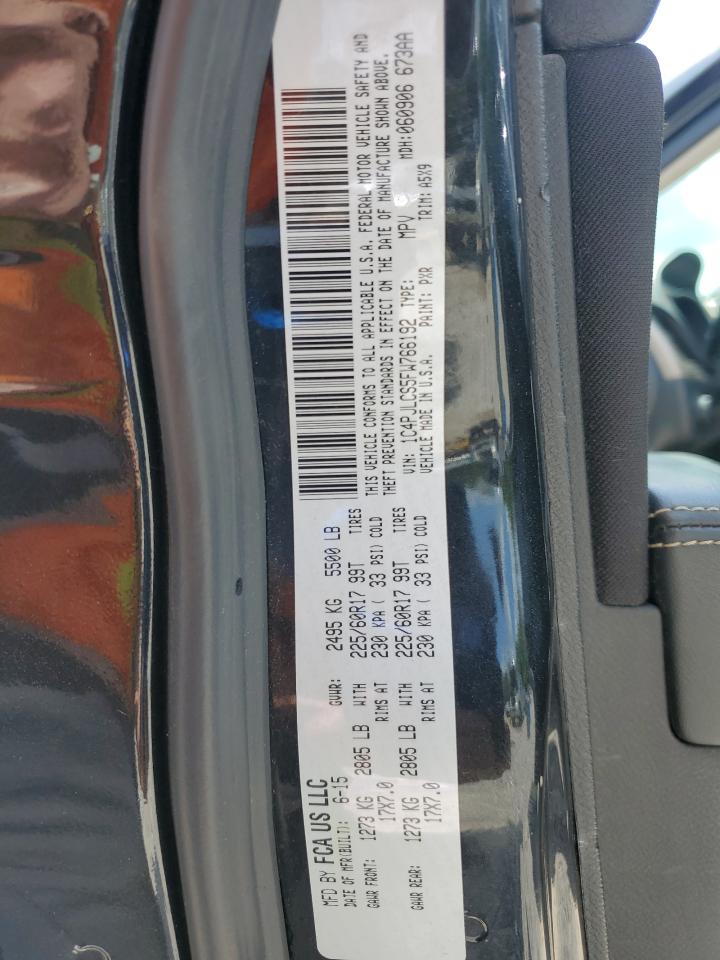 MFD BY FCA US LLC
DATE OF MFR(BUILT): 6-15 GVWR: 2495 KG 5500 LB
GAWR FRONT: 1273 KG 2805 LB WITH 225/60R17 99T TIRES
17X7.0 RIMS AT 230 KPA ( 33 PSI) COLD
GAWR REAR: 1273 KG 2805 LB WITH 225/60R17 99T TIRES
17X7.0 RIMS AT 230 KPA ( 33 PSI) COLD
THIS VEHICLE CONFORMS TO ALL APPLICABLE U.S.A. FEDERAL MOTOR VEHICLE SAFETY AND
THEFT PREVENTION STANDARDS IN EFFECT ON THE DATE OF MANUFACTURE SHOWN ABOVE.
VIN: 1C4PJLCS5FW766192 TYPE: MPV MDH:060906 673AA
VEHICLE MADE IN U.S.A. PAINT: PXR TRIM: A5X9